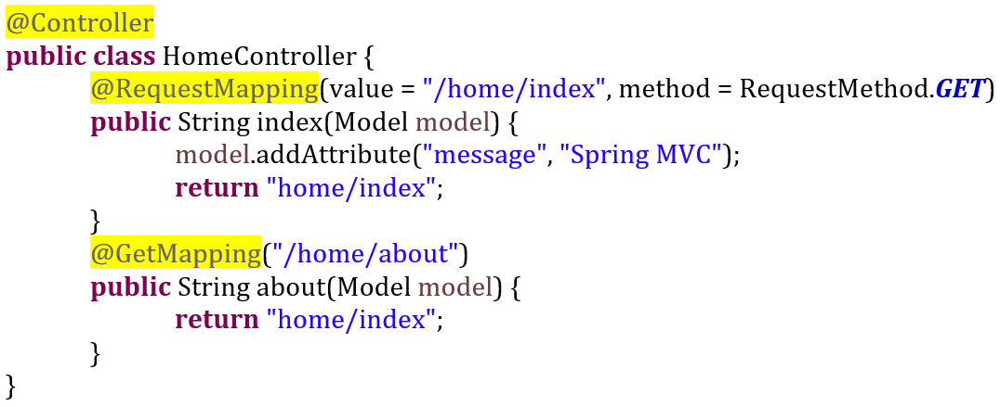 @Controller
public class HomeController {
@RequestMapping(value = "/home/index", method = RequestMethod.GET)
public String index(Model model) {
model.addAttribute("message", "Spring MVC");
return "home/index";
}
@GetMapping("/home/about")
public String about(Model model) {
return "home/index";
}
}